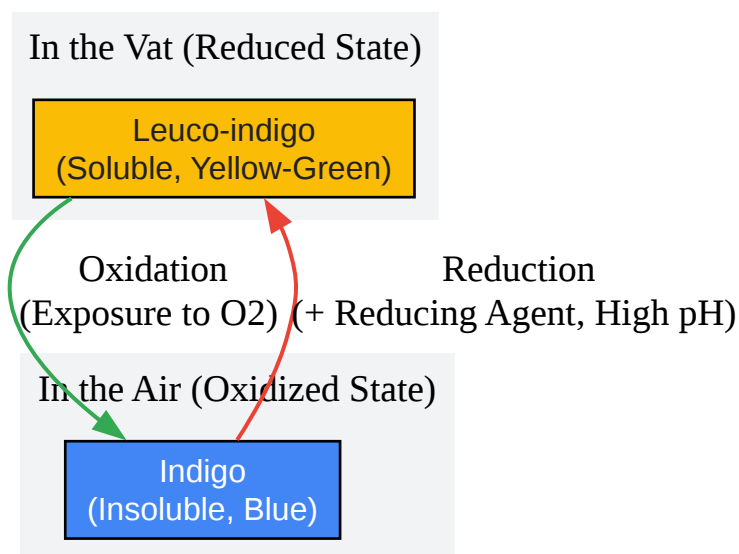 In the Vat (Reduced State)
Leuco-indigo
(Soluble, Yellow-Green)
Oxidation
(Exposure to O2)
Reduction
(+ Reducing Agent, High pH)
In the Air (Oxidized State)
Indigo
(Insoluble, Blue)